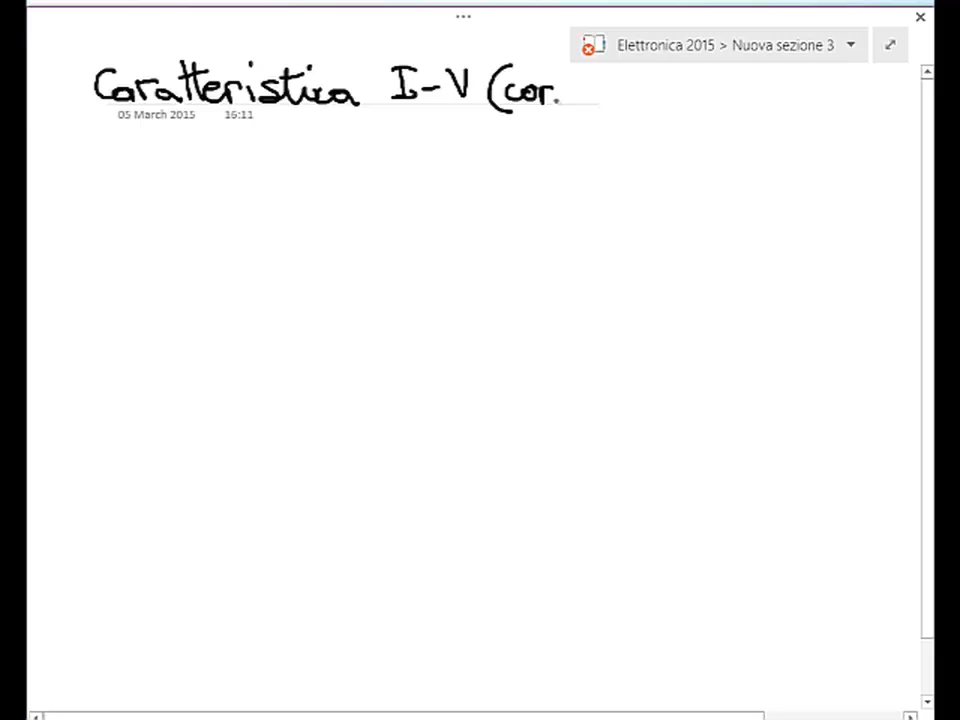 Elettronica 2015 > Nuova sezione 3
Caratteristica I-V (cor.
05 March 2015 16:11